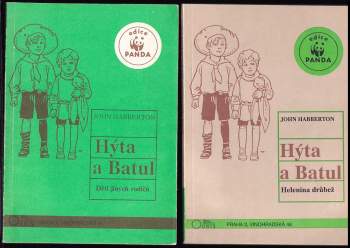 edice
PANDA
JOHN HABBERTON
Hýta
a Batul
Děti jiných rodičů
edice
PANDA
JOHN HABBERTON
Hýta
a Batul
Helenina drůbež
PRAHA 2, VINOHRADSKÁ